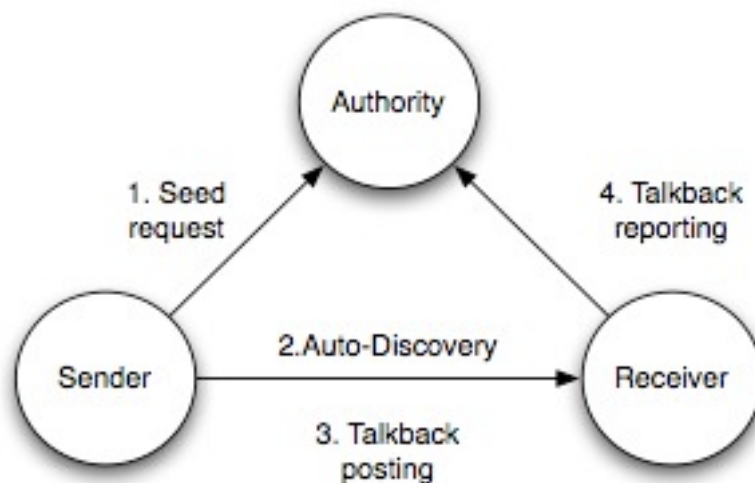 Authority
1. Seed
request
4. Talkback
reporting
2.Auto-Discovery
Sender
Receiver
3. Talkback
posting